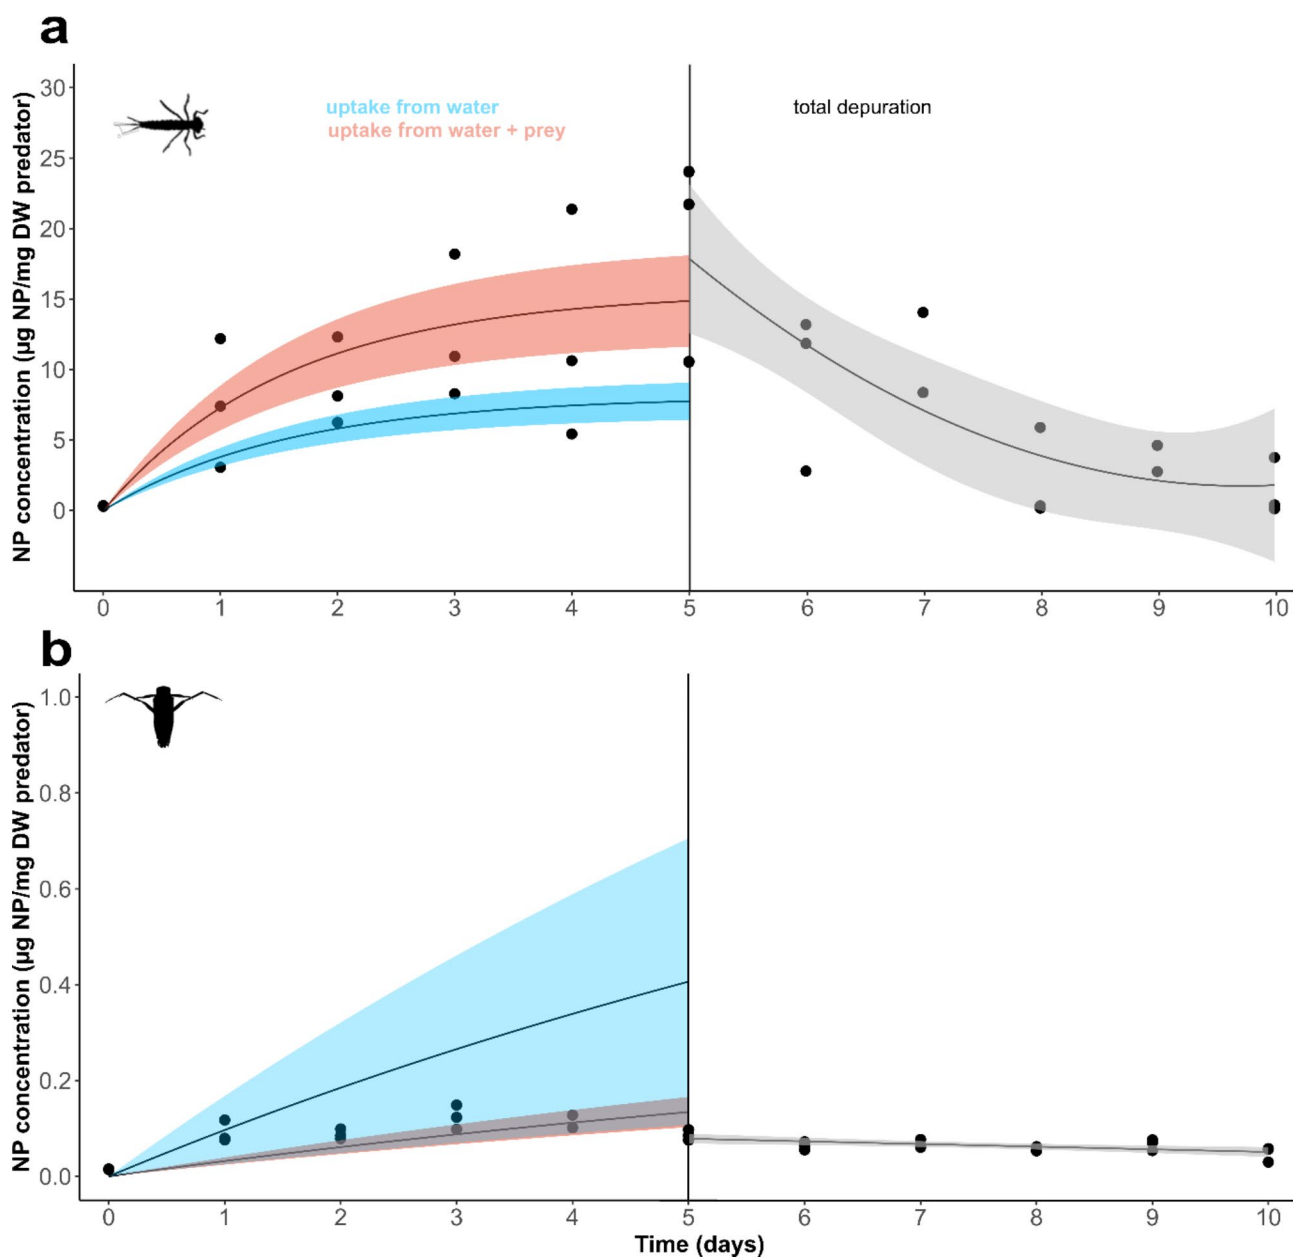 a
NP concentration (µg NP/mg DW predator)
30
25
20
15
10
5
0
uptake from water
uptake from water + prey
total depuration
0 1 2 3 4 5 6 7 8 9 10
b
NP concentration (µg NP/mg DW predator)
1.0
0.8
0.6
0.4
0.2
0.0
0 1 2 3 4 5 6 7 8 9 10
Time (days)